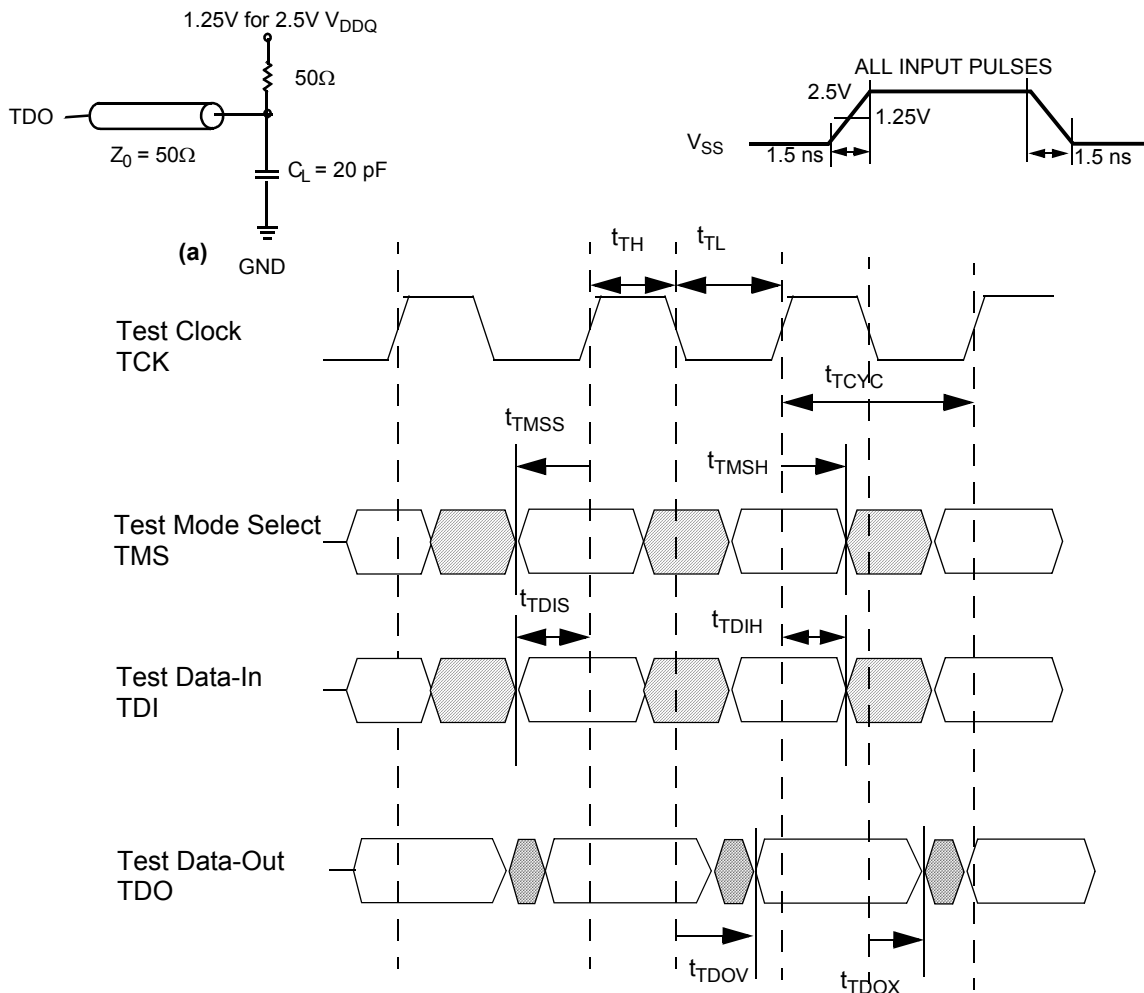 1.25V for 2.5V VDDQ
50Ω
TDO
Z0 = 50Ω
CL = 20 pF
(a)
GND
ALL INPUT PULSES
2.5V
1.25V
VSS
1.5 ns
1.5 ns
tTH
tTL
Test Clock
TCK
tTCYC
tTMSS
tTMSH
Test Mode Select
TMS
tTDIS
tTDIH
Test Data-In
TDI
Test Data-Out
TDO
tTDOV
tTDOX